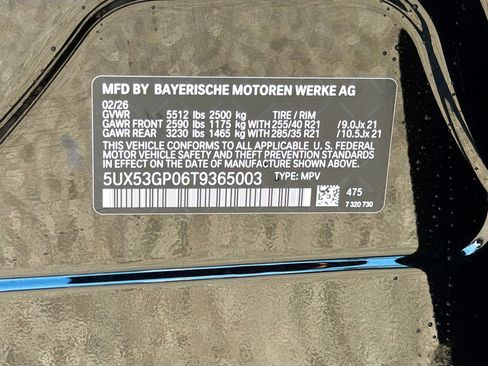 MFD BY BAYERISCHE MOTOREN WERKE AG
02/26
GVWR 5512 lbs 2500 kg TIRE / RIM
GAWR FRONT 2590 lbs 1175 kg WITH 255/40 R21 /9.0Jx 21
GAWR REAR 3230 lbs 1465 kg WITH 285/35 R21 /10.5Jx 21
THIS VEHICLE CONFORMS TO ALL APPLICABLE U. S. FEDERAL
MOTOR VEHICLE SAFETY, BUMPER, AND THEFT PREVENTION
STANDARDS IN EFFECT ON THE DATE OF MANUFACTURE SHOWN ABOVE.
5UX53GP06T9365003 TYPE: MPV
475
7 320 730